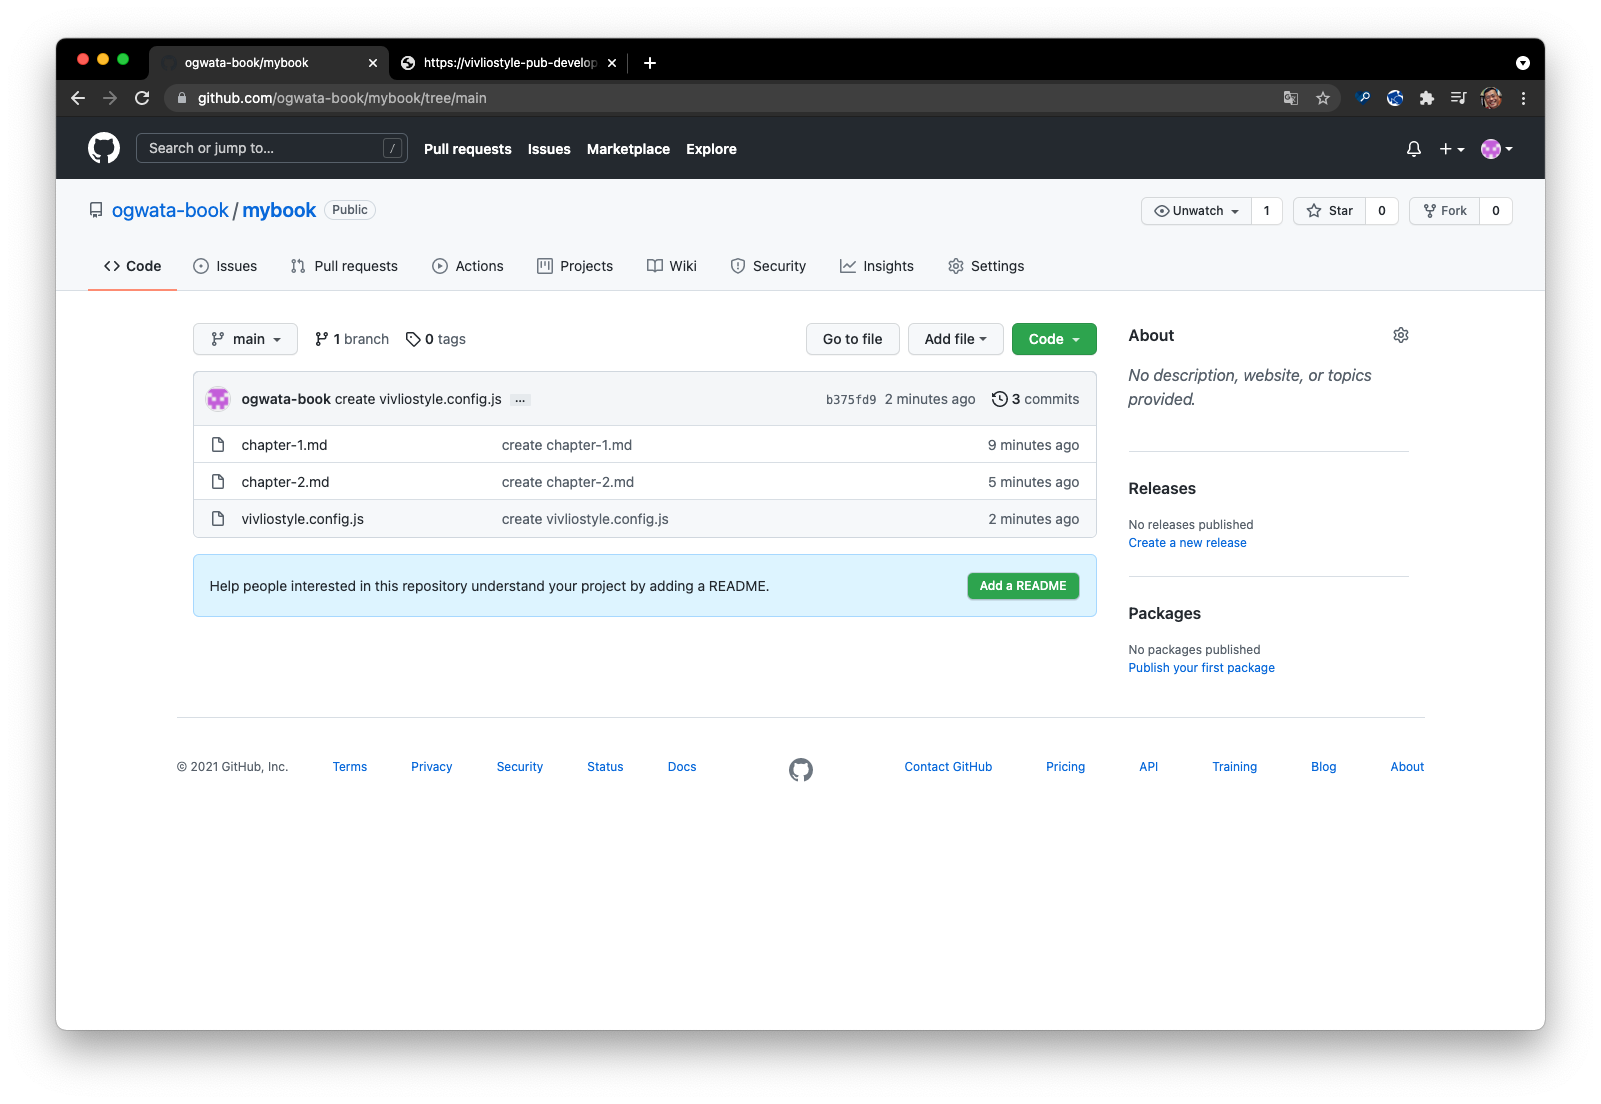 ogwata-book/mybook
https://vivliostyle-pub-develop
github.com/ogwata-book/mybook/tree/main
Search or jump to... /
Pull requests Issues Marketplace Explore
ogwata-book / mybook Public
Unwatch 1 Star 0 Fork 0
Code Issues Pull requests Actions Projects Wiki Security Insights Settings
main 1 branch 0 tags Go to file Add file Code
ogwata-book create vivliostyle.config.js ... b375fd9 2 minutes ago 3 commits
chapter-1.md create chapter-1.md 9 minutes ago
chapter-2.md create chapter-2.md 5 minutes ago
vivliostyle.config.js create vivliostyle.config.js 2 minutes ago
Help people interested in this repository understand your project by adding a README. Add a README
About
No description, website, or topics
provided.
Releases
No releases published
Create a new release
Packages
No packages published
Publish your first package
© 2021 GitHub, Inc. Terms Privacy Security Status Docs Contact GitHub Pricing API Training Blog About